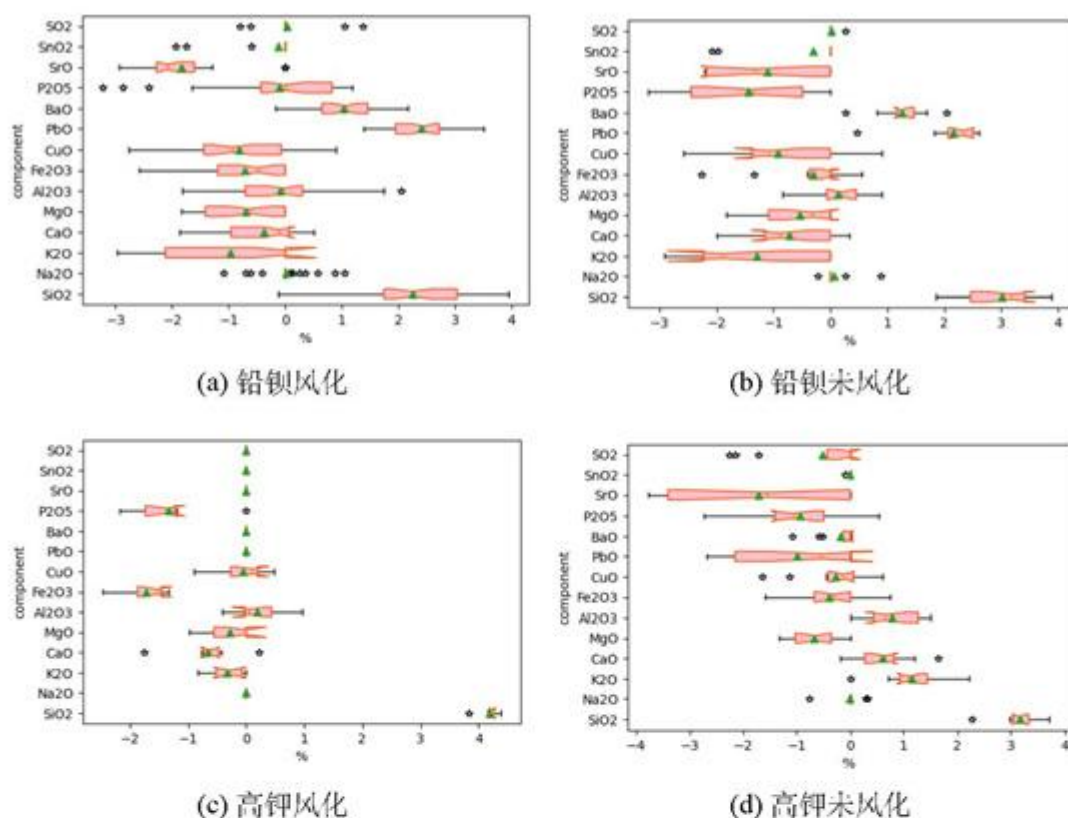 SO2
SnO2
SrO
P2O5
BaO
PbO
CuO
Fe2O3
Al2O3
MgO
CaO
K2O
Na2O
SiO2
component
−3 −2 −1 0 1 2 3 4
%
(a) 铅钡风化
SO2
SnO2
SrO
P2O5
BaO
PbO
CuO
Fe2O3
Al2O3
MgO
CaO
K2O
Na2O
SiO2
component
−3 −2 −1 0 1 2 3 4
%
(b) 铅钡未风化
SO2
SnO2
SrO
P2O5
BaO
PbO
CuO
Fe2O3
Al2O3
MgO
CaO
K2O
Na2O
SiO2
component
−2 −1 0 1 2 3 4
%
(c) 高钾风化
SO2
SnO2
SrO
P2O5
BaO
PbO
CuO
Fe2O3
Al2O3
MgO
CaO
K2O
Na2O
SiO2
component
−4 −3 −2 −1 0 1 2 3 4
%
(d) 高钾未风化